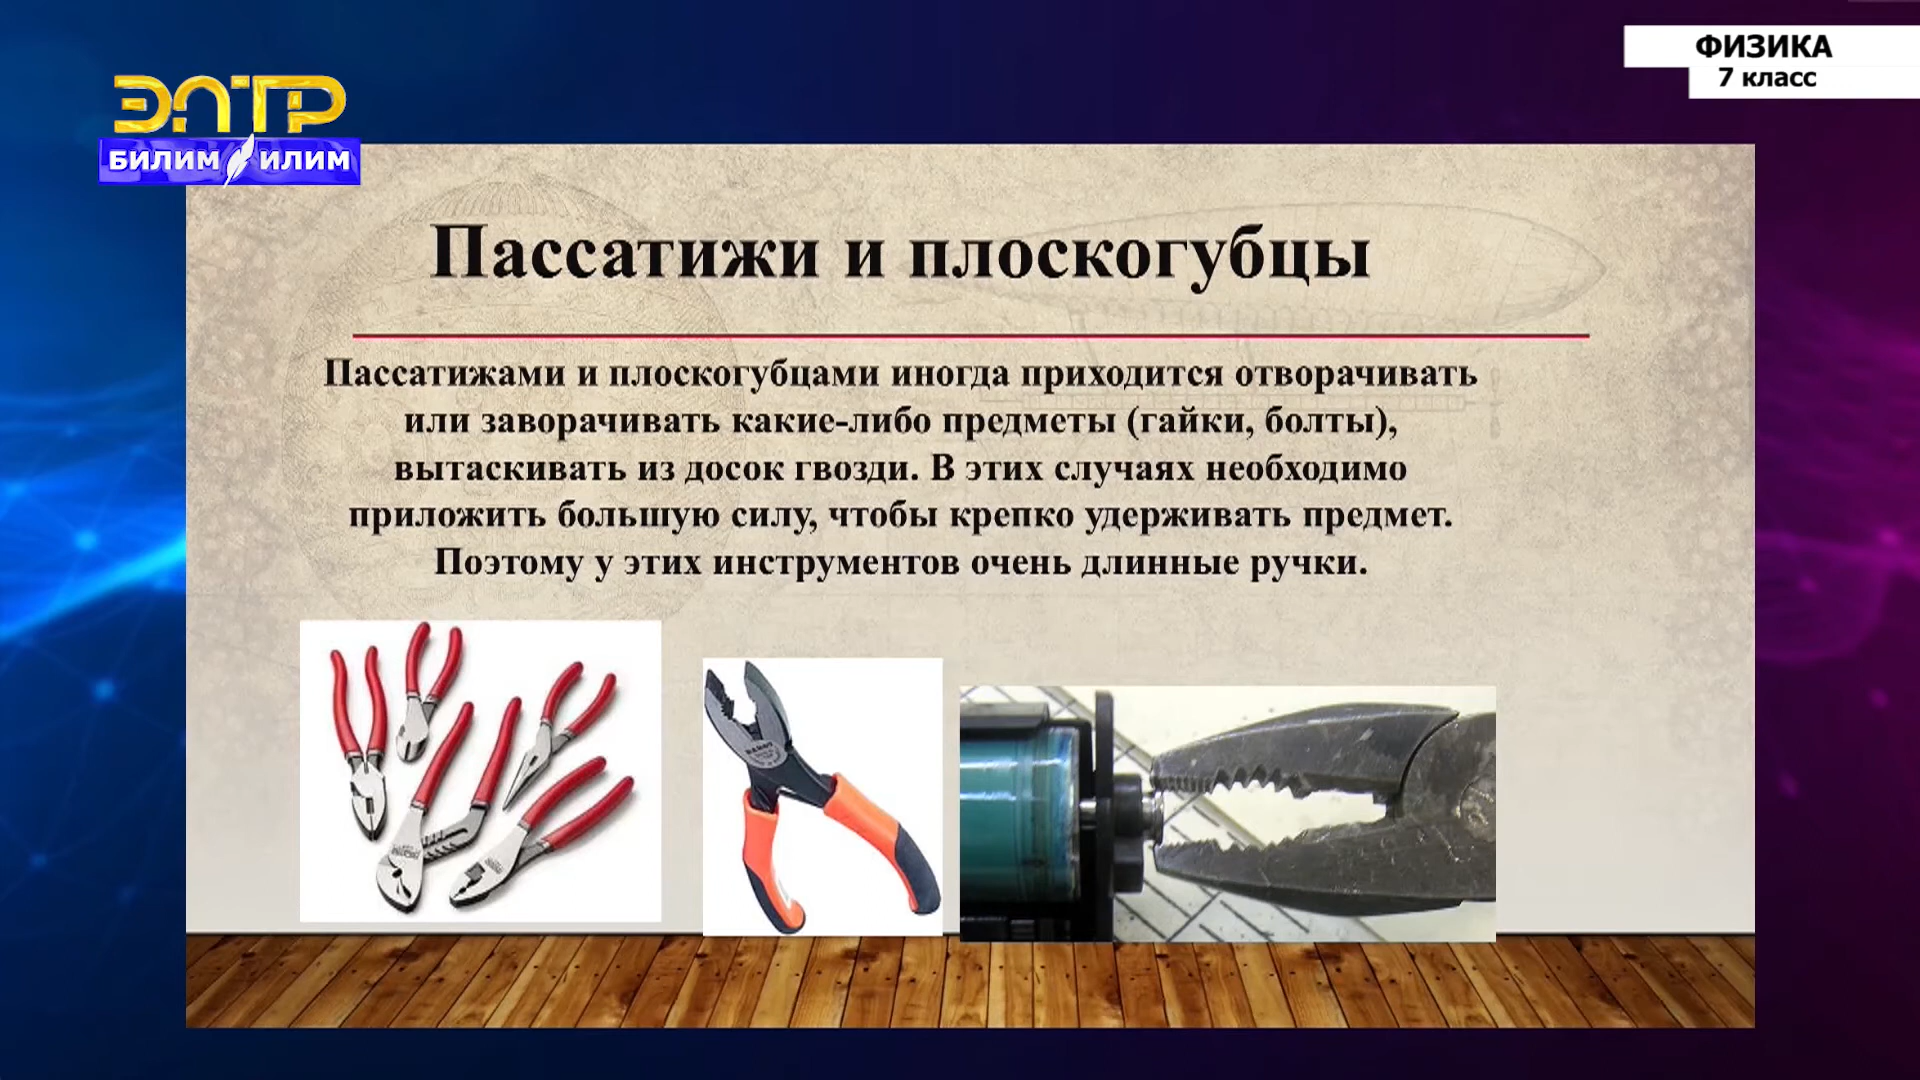 ФИЗИКА
7 класс
ЭЛТР
БИЛИМ ИЛИМ
Пассатижи и плоскогубцы
Пассатижами и плоскогубцами иногда приходится отворачивать
или заворачивать какие-либо предметы (гайки, болты),
вытаскивать из досок гвозди. В этих случаях необходимо
приложить большую силу, чтобы крепко удерживать предмет.
Поэтому у этих инструментов очень длинные ручки.